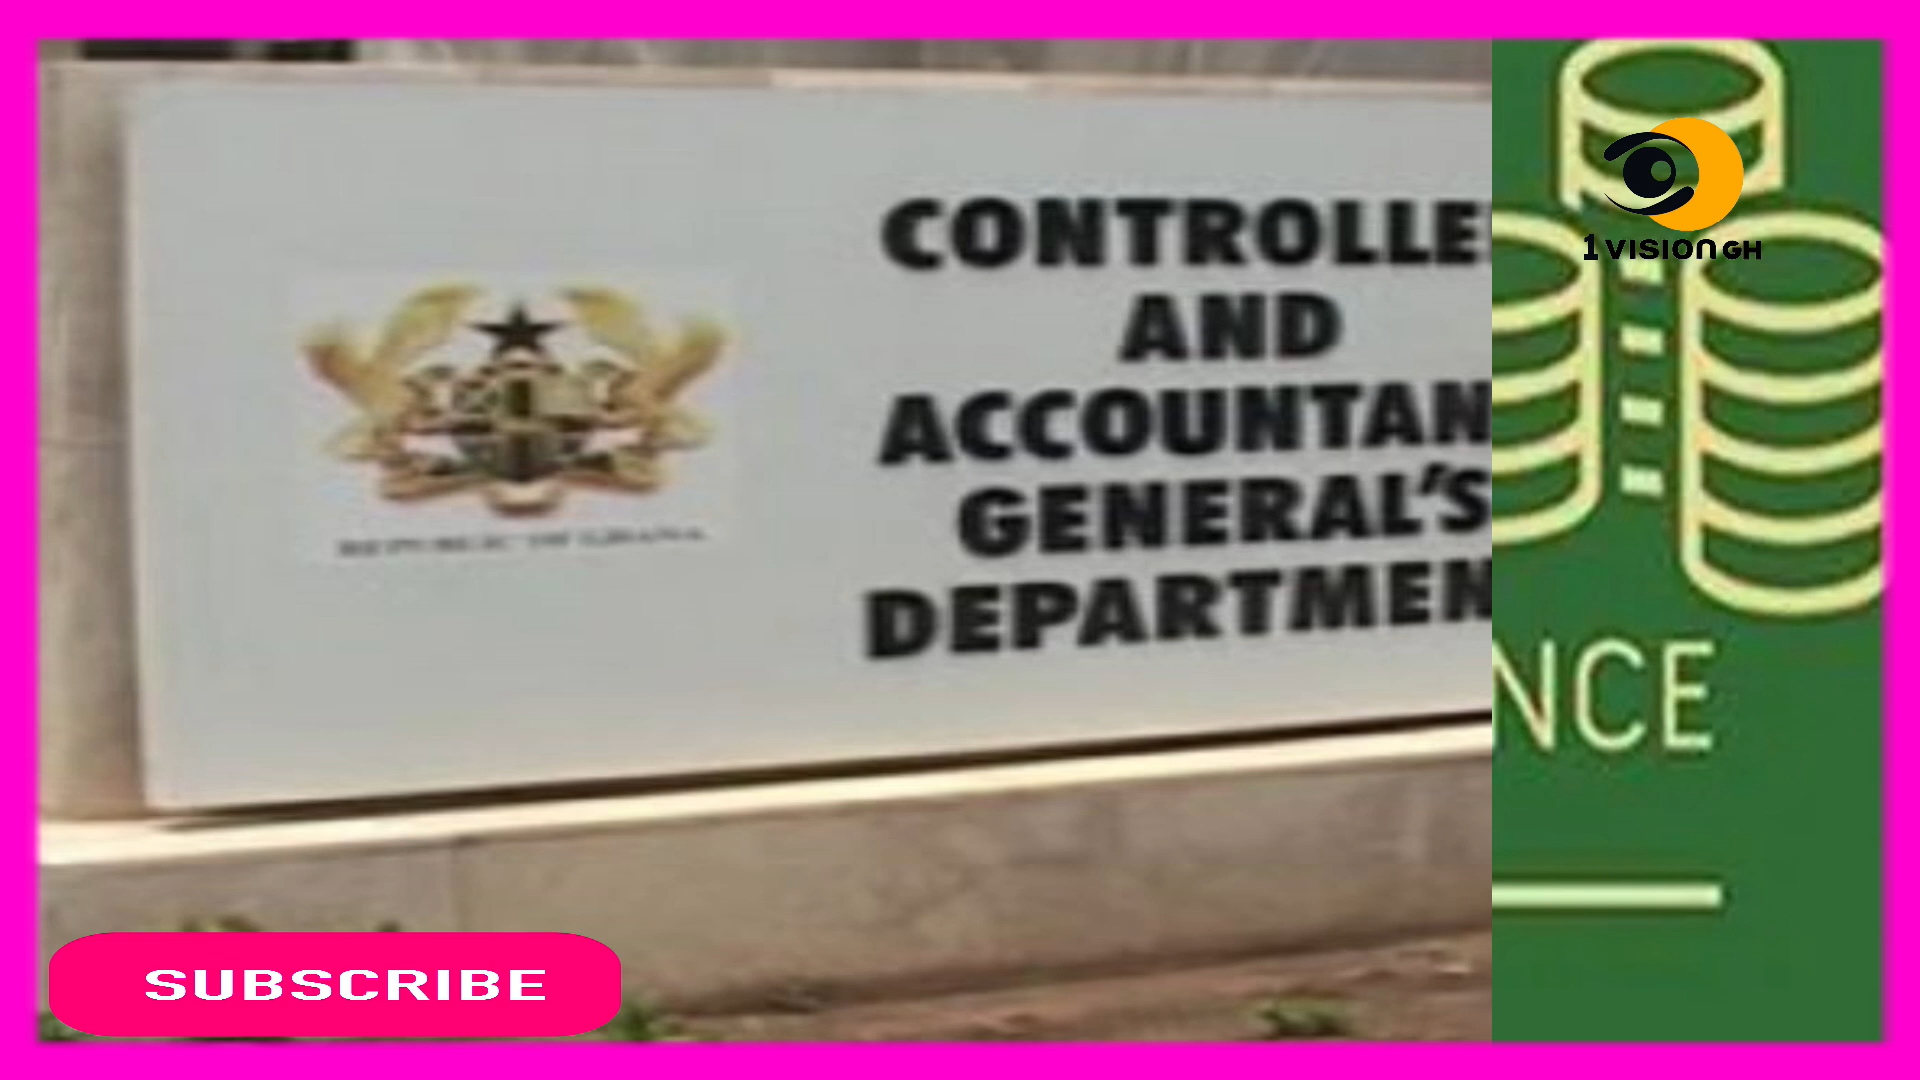 CONTROLLE
AND
ACCOUNTAN
GENERAL'S
DEPARTMEN
1VISION GH
NCE
SUBSCRIBE